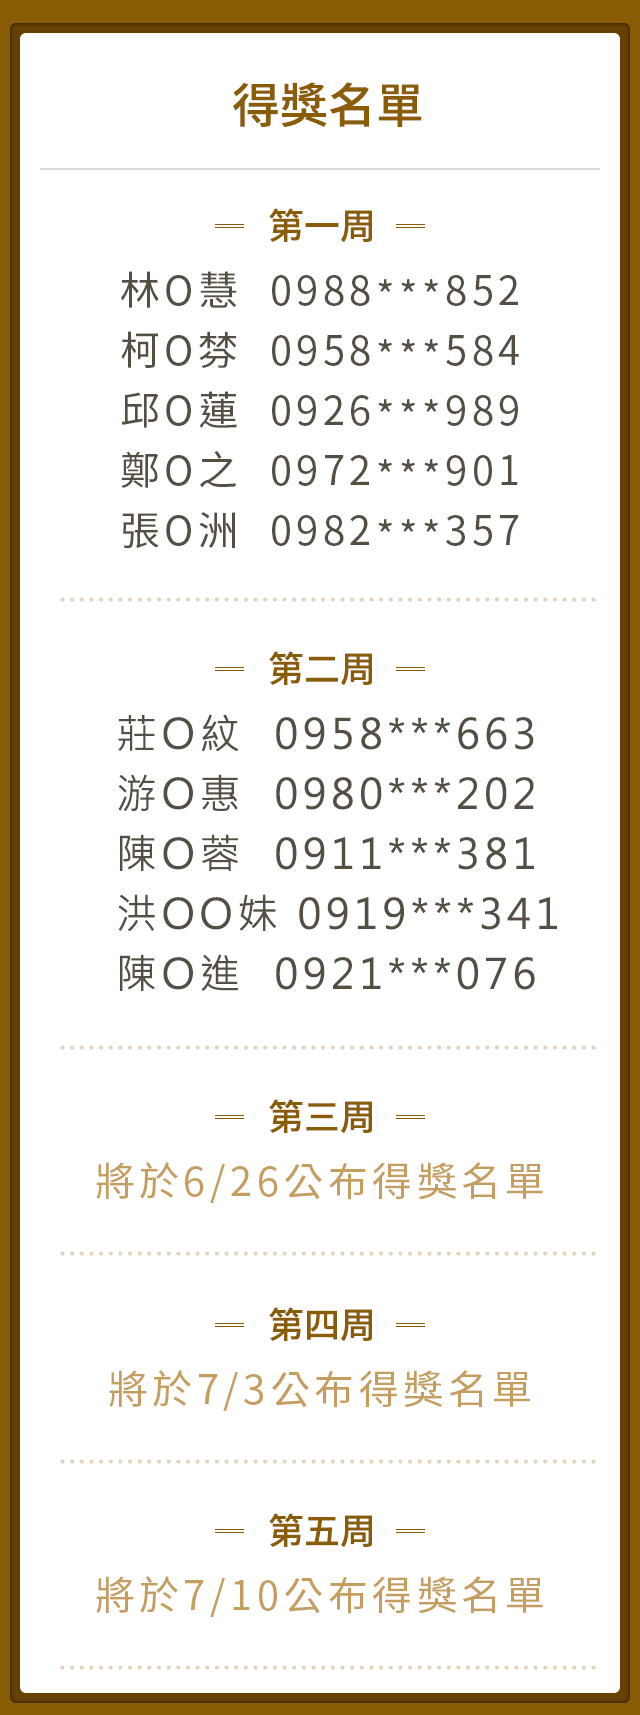 得獎名單
第一周
林O慧 0988***852
柯O棼 0958***584
邱O蓮 0926***989
鄭O之 0972***901
張O洲 0982***357
第二周
莊O紋 0958***663
游O惠 0980***202
陳O蓉 0911***381
洪OO妹 0919***341
陳O進 0921***076
第三周
將於6/26公布得獎名單
第四周
將於7/3公布得獎名單
第五周
將於7/10公布得獎名單